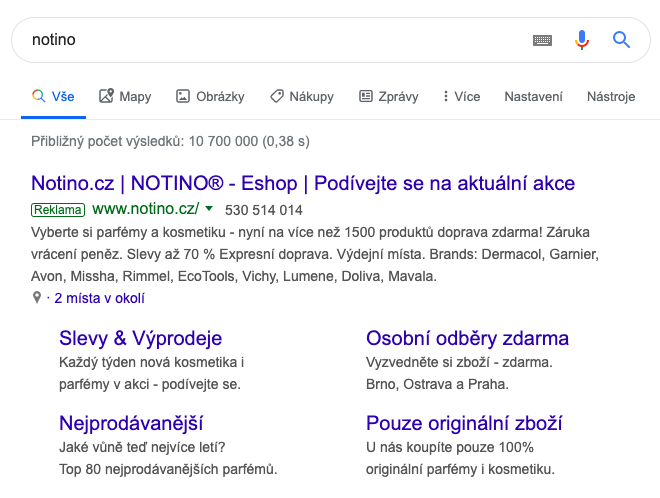 notino
Vše Mapy Obrázky Nákupy Zprávy Více Nastavení Nástroje
Přibližný počet výsledků: 10 700 000 (0,38 s)
Notino.cz | NOTINO® - Eshop | Podívejte se na aktuální akce
Reklama www.notino.cz/ 530 514 014
Vyberte si parfémy a kosmetiku - nyní na více než 1500 produktů doprava zdarma! Záruka
vrácení peněz. Slevy až 70 % Expresní doprava. Výdejní místa. Brands: Dermacol, Garnier,
Avon, Missha, Rimmel, EcoTools, Vichy, Lumene, Doliva, Mavala.
· 2 místa v okolí
Slevy & Výprodeje
Každý týden nová kosmetika i
parfémy v akci - podívejte se.
Osobní odběry zdarma
Vyzvedněte si zboží - zdarma.
Brno, Ostrava a Praha.
Nejprodávanější
Jaké vůně teď nejvíce letí?
Top 80 nejprodávanějších parfémů.
Pouze originální zboží
U nás koupíte pouze 100%
originální parfémy i kosmetiku.